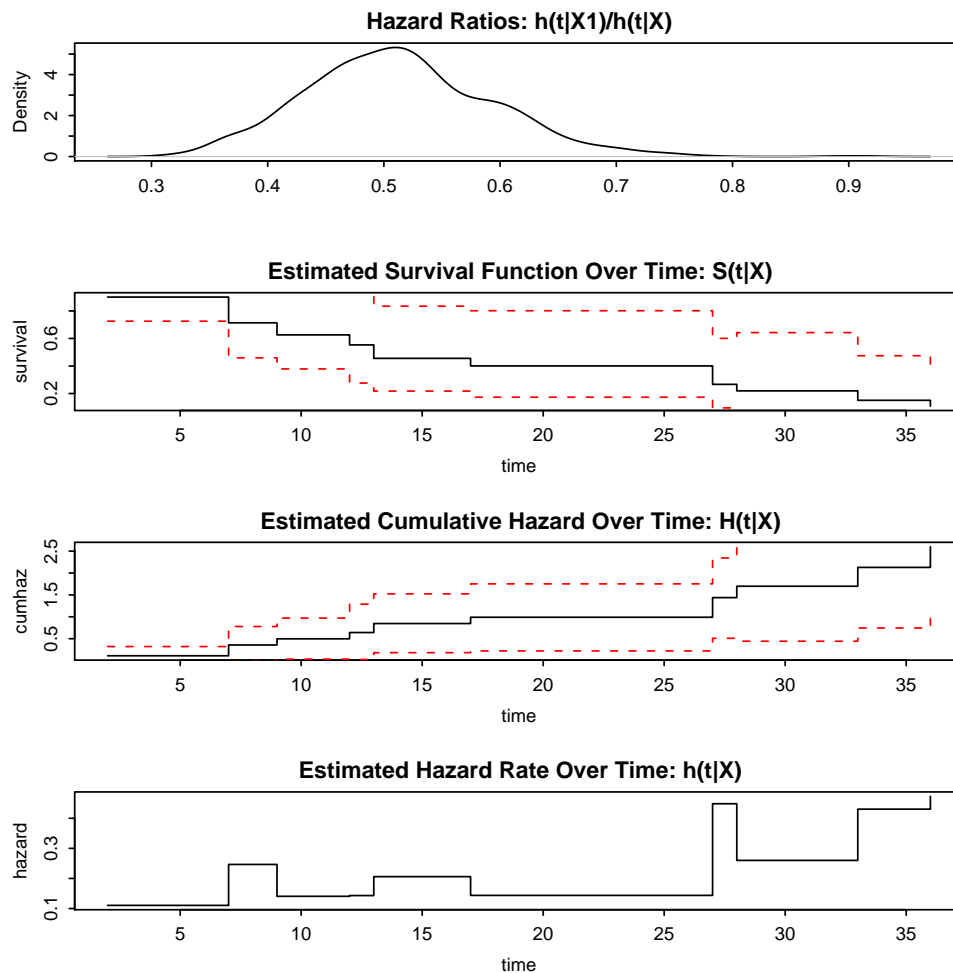 Hazard Ratios: h(t|X1)/h(t|X)
Density
0 2 4
0.3 0.4 0.5 0.6 0.7 0.8 0.9
Estimated Survival Function Over Time: S(t|X)
survival
0.2 0.6
5 10 15 20 25 30 35
time
Estimated Cumulative Hazard Over Time: H(t|X)
cumhaz
0.5 1.5 2.5
5 10 15 20 25 30 35
time
Estimated Hazard Rate Over Time: h(t|X)
hazard
0.1 0.3
5 10 15 20 25 30 35
time